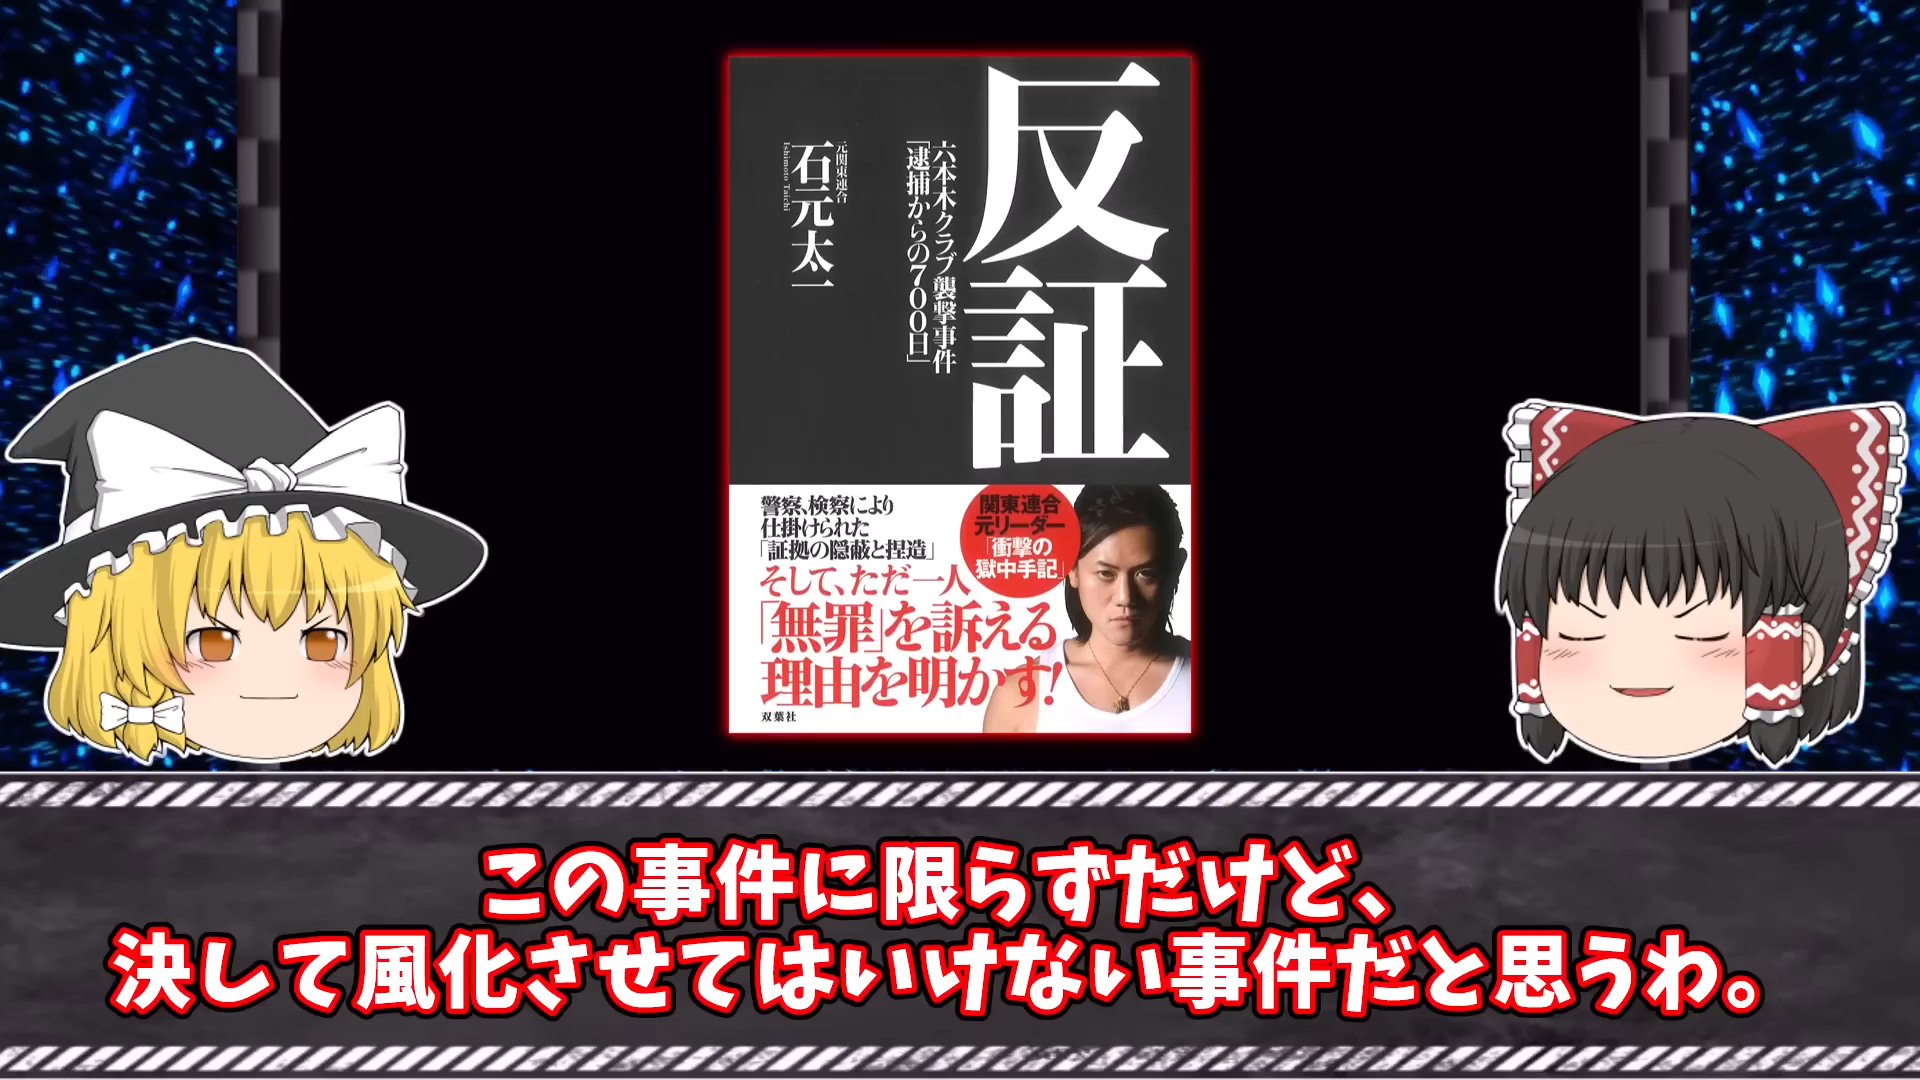 反証
六本木クラブ襲撃事件
「逮捕からの700日」
元関東連合
石元太一
Ishimoto Taichi
警察、検察により
仕掛けられた
「証拠の隠蔽と捏造」
そして、ただ一人
「無罪」を訴える
理由を明かす!
関東連合
元リーダー
「衝撃の
獄中手記」
双葉社
この事件に限らずだけど、
決して風化させてはいけない事件だと思うわ。